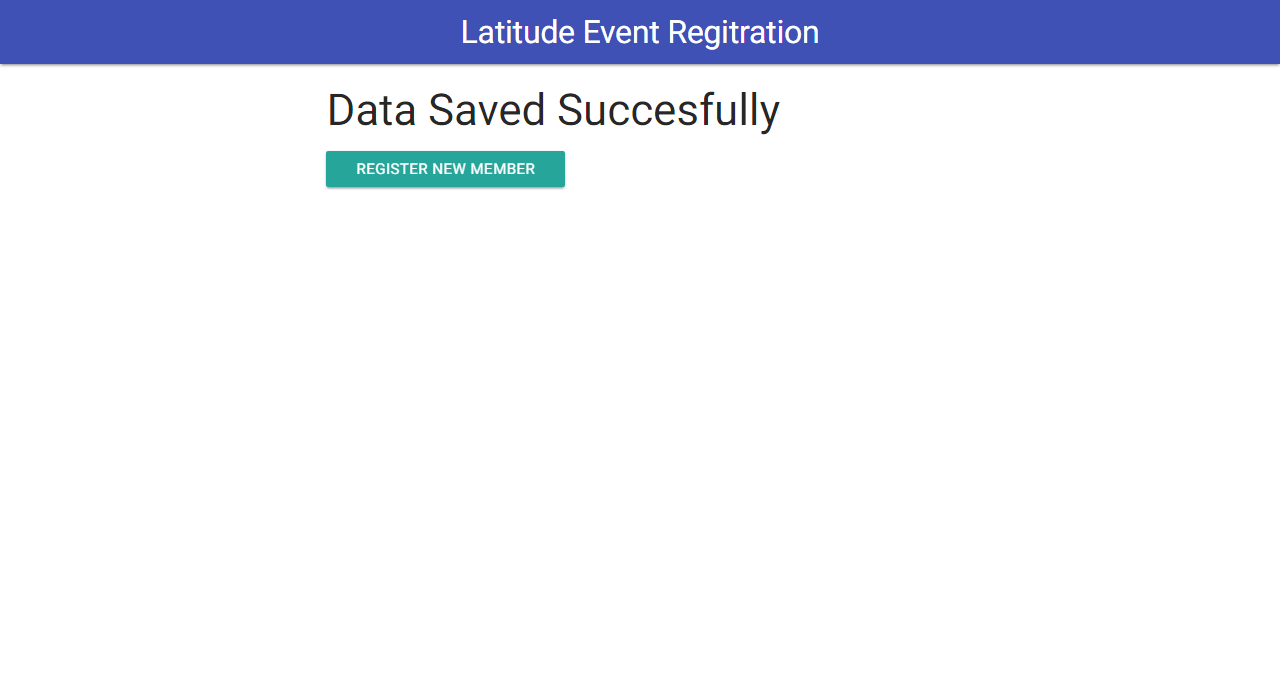 Latitude Event Regitration
Data Saved Succesfully
REGISTER NEW MEMBER